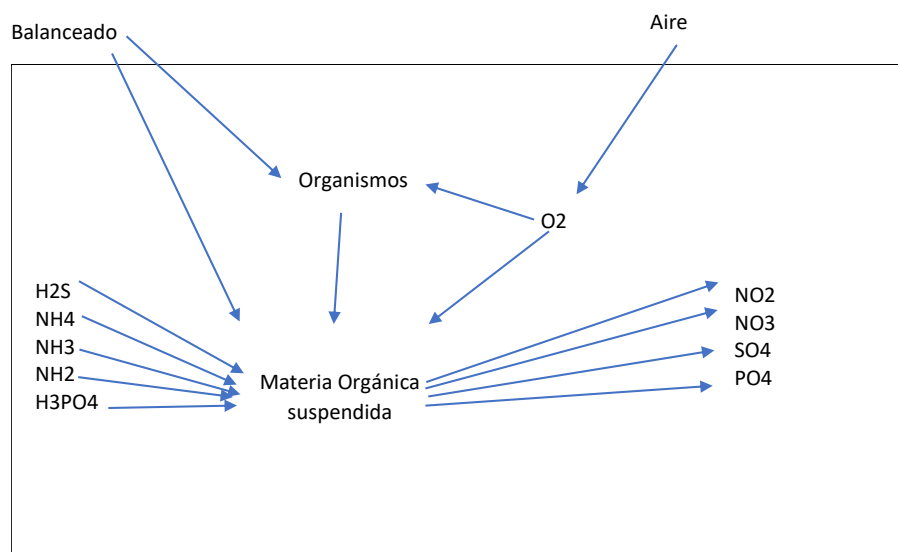 Balanceado
Aire
Organismos
O2
H2S
NH4
NH3
NH2
H3PO4
Materia Orgánica
suspendida
NO2
NO3
SO4
PO4